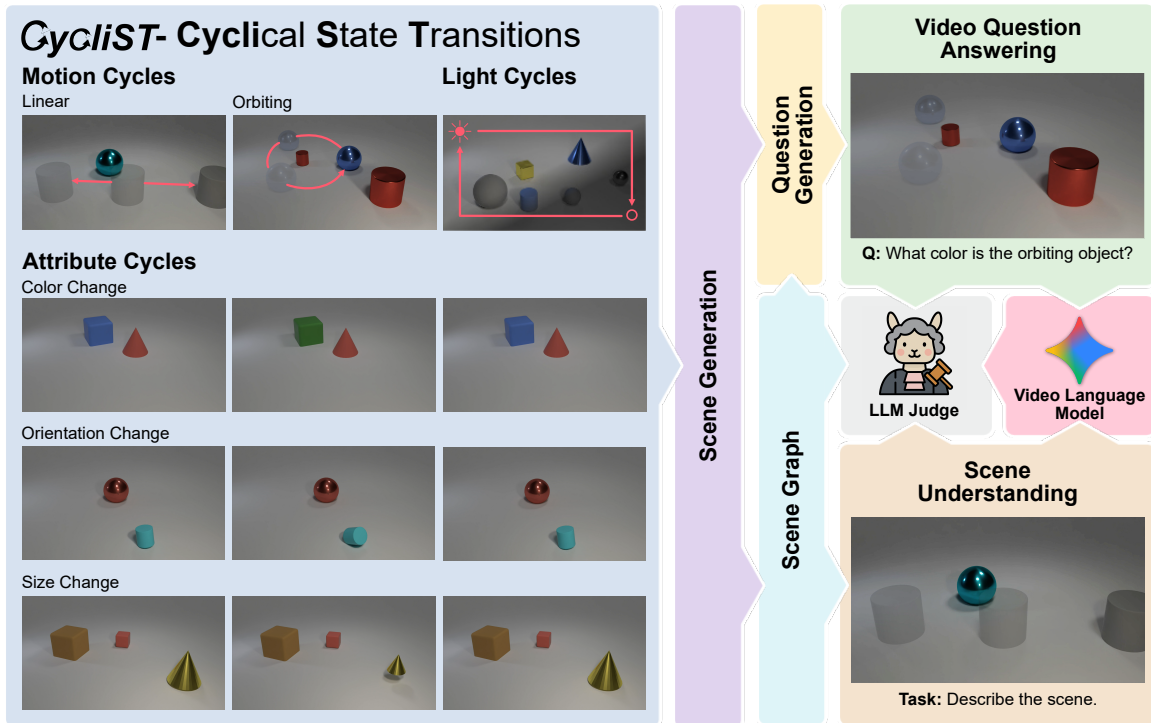 CycliST- Cyclical State Transitions
Motion Cycles
Light Cycles
Linear
Orbiting
Attribute Cycles
Color Change
Orientation Change
Size Change
Scene Generation
Question
Generation
Scene Graph
Video Question
Answering
Q: What color is the orbiting object?
LLM Judge
Video Language
Model
Scene
Understanding
Task: Describe the scene.